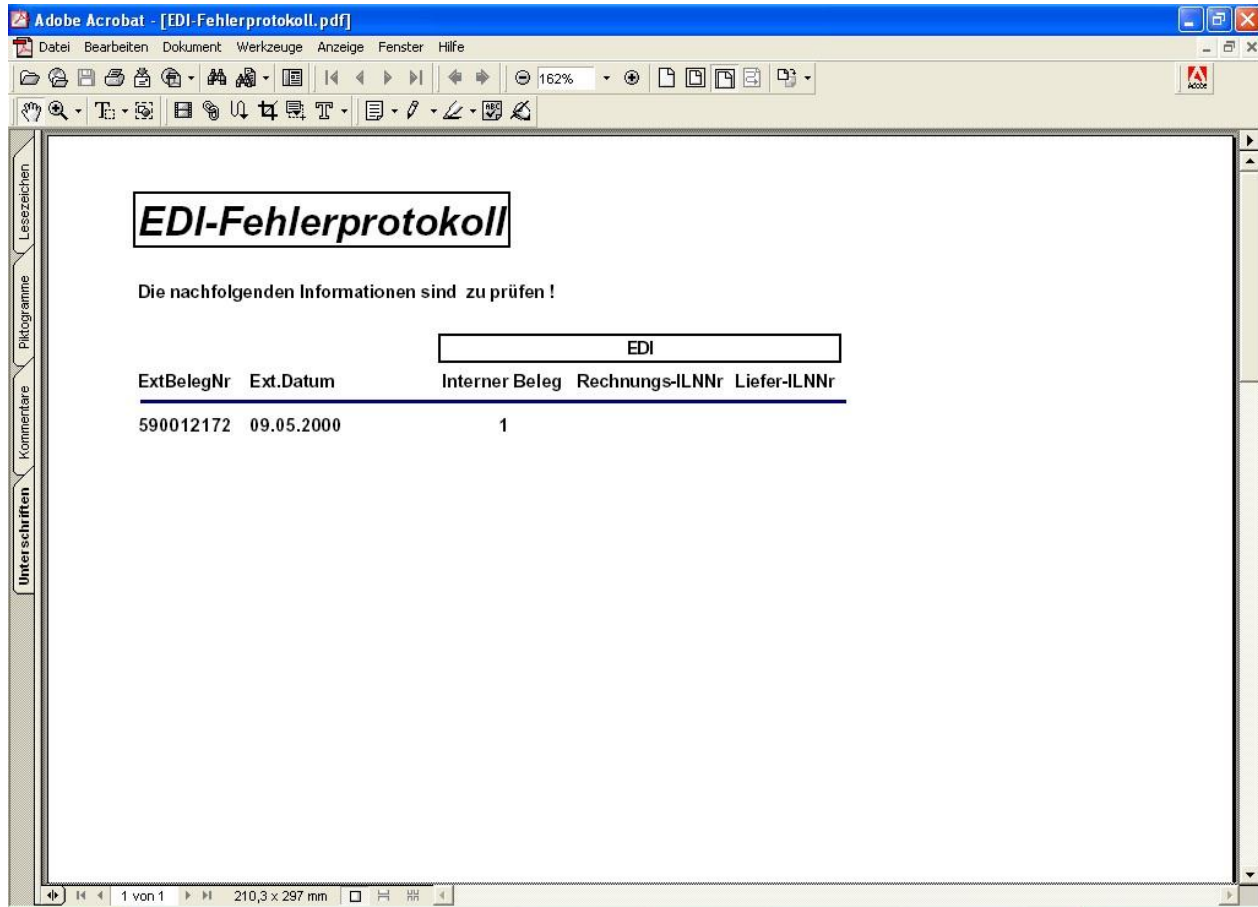 Adobe Acrobat - [EDI-Fehlerprotokoll.pdf]
Datei Bearbeiten Dokument Werkzeuge Anzeige Fenster Hilfe
162%
Adobe
Lesezeichen
Piktogramme
Kommentare
Unterschriften
EDI-Fehlerprotokoll
Die nachfolgenden Informationen sind zu prüfen !
EDI
ExtBelegNr Ext.Datum Interner Beleg Rechnungs-ILNNr Liefer-ILNNr
590012172 09.05.2000 1
1 von 1 210,3 x 297 mm